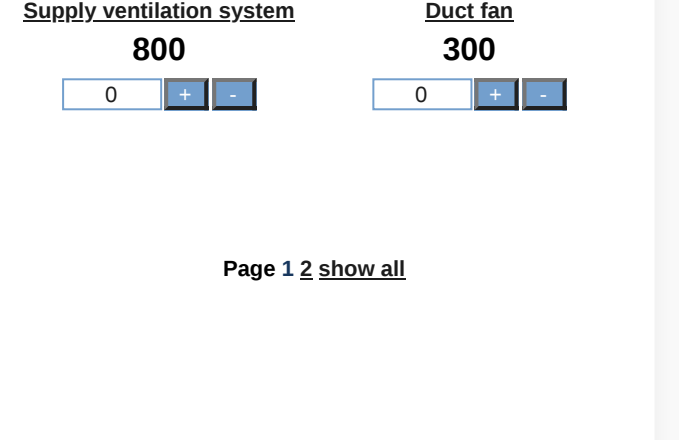 Supply ventilation system
Duct fan
800
300
0 + -
0 + -
Page 1 2 show all